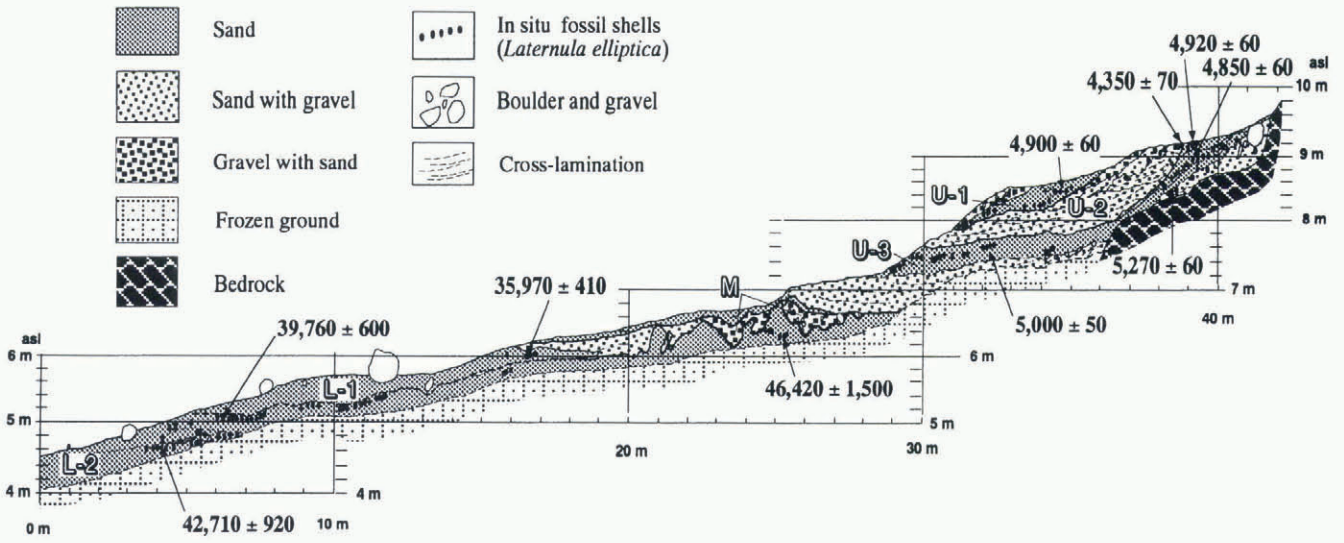 Sand
Sand with gravel
Gravel with sand
Frozen ground
Bedrock
In situ fossil shells
(Laternula elliptica)
Boulder and gravel
Cross-lamination
4,920 ± 60
4,850 ± 60
4,350 ± 70
asl
10 m
4,900 ± 60
9 m
U-1
U-2
8 m
U-3
5,270 ± 60
35,970 ± 410
M
7 m
40 m
39,760 ± 600
5,000 ± 50
asl
6 m
6 m
46,420 ± 1,500
L-1
5 m
5 m
20 m
30 m
L-2
4 m
4 m
0 m
42,710 ± 920
10 m